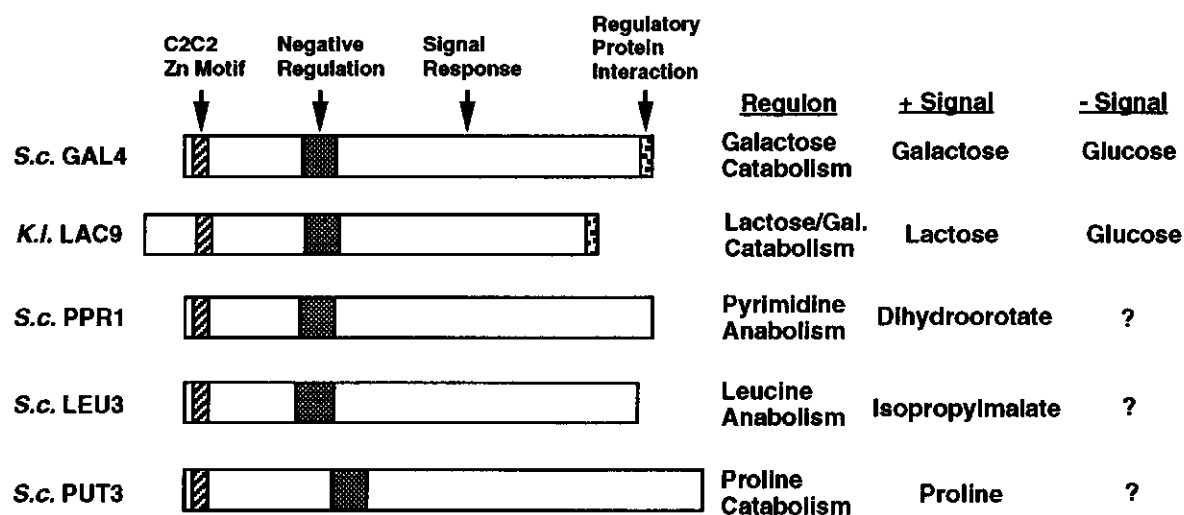 C2C2
Zn Motif
Negative
Regulation
Signal
Response
Regulatory
Protein
Interaction
Regulon
+ Signal
- Signal
S.c. GAL4
Galactose
Catabolism
Galactose
Glucose
K.l. LAC9
Lactose/Gal.
Catabolism
Lactose
Glucose
S.c. PPR1
Pyrimidine
Anabolism
Dihydroorotate
?
S.c. LEU3
Leucine
Anabolism
Isopropylmalate
?
S.c. PUT3
Proline
Catabolism
Proline
?